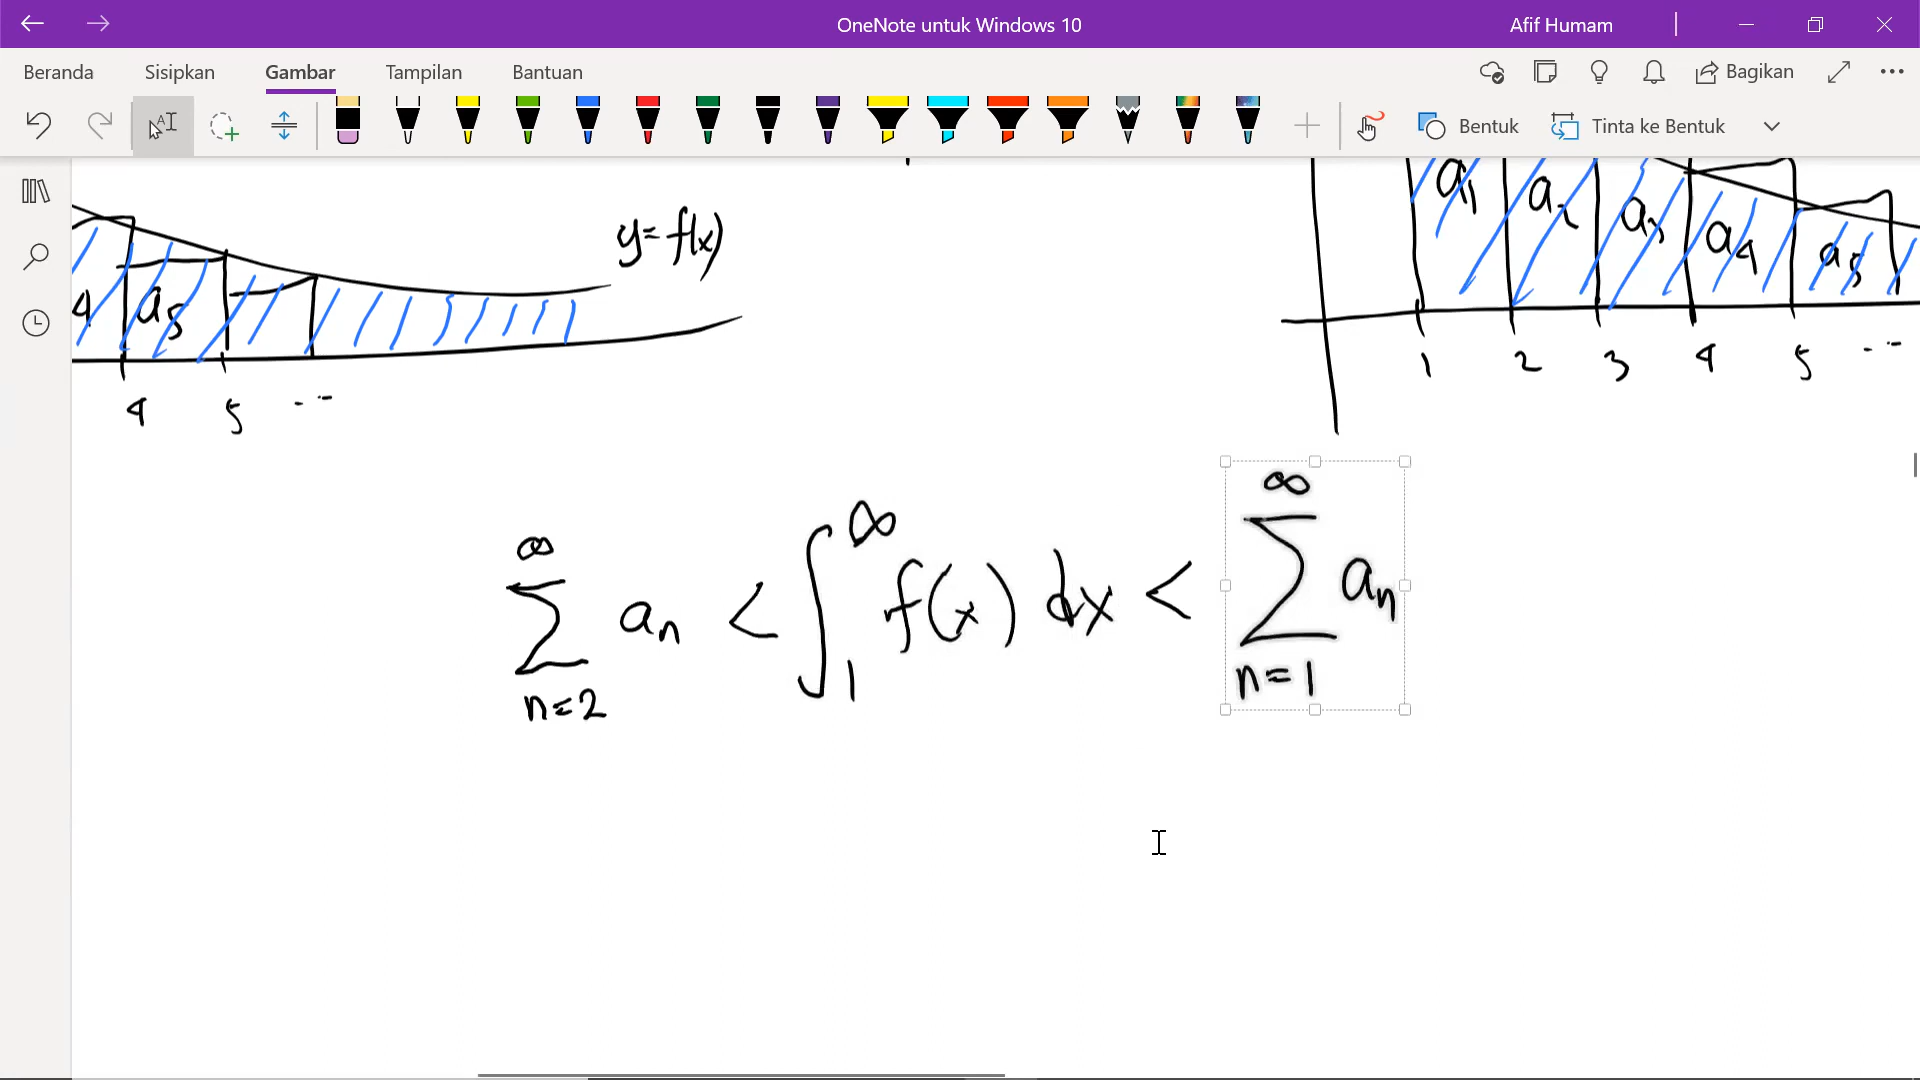 OneNote untuk Windows 10
Afif Humam
Beranda Sisipkan Gambar Tampilan Bantuan
Bagikan
Bentuk Tinta ke Bentuk
y=f(x)
a5
4 5 ...
a1 a2 a3 a4 a5
1 2 3 4 5 ...
∞ ∞ ∞
∑ an < ∫ f(x) dx < ∑ an
n=2 1 n=1